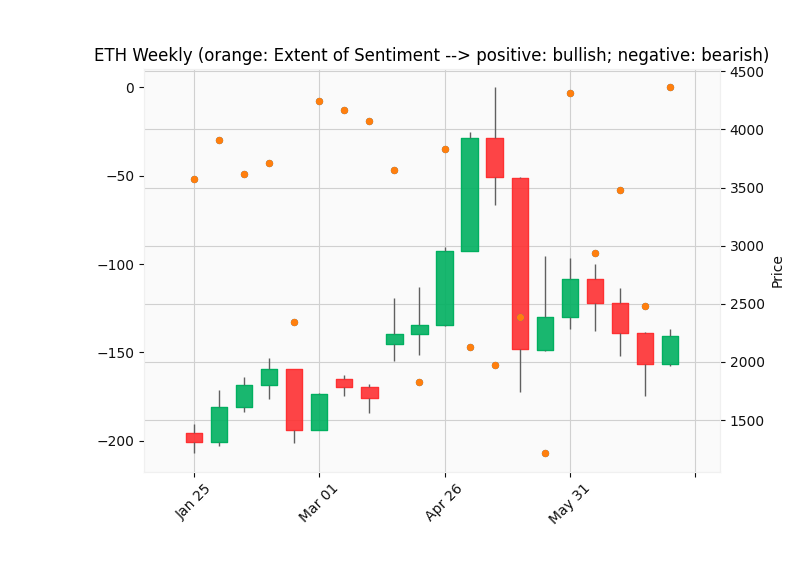 ETH Weekly (orange: Extent of Sentiment --> positive: bullish; negative: bearish)
0
−50
−100
−150
−200
4500
4000
3500
3000
2500
2000
1500
Price
Jan 25
Mar 01
Apr 26
May 31